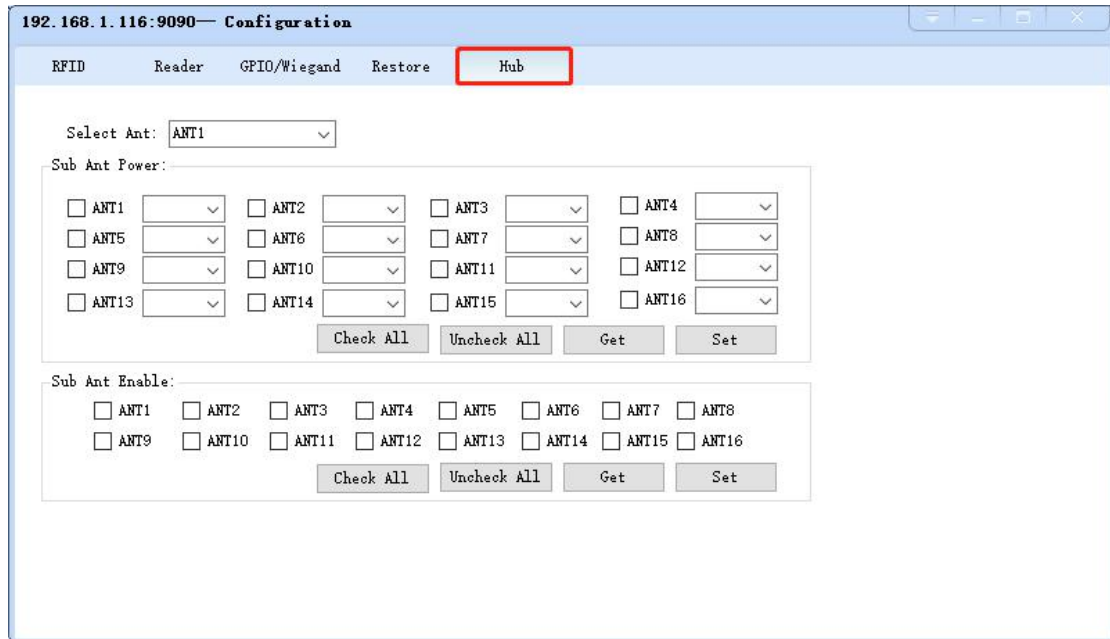 192.168.1.116:9090— Configuration
RFID Reader GPIO/Wiegand Restore Hub
Select Ant: ANT1
Sub Ant Power:
ANT1 ANT2 ANT3 ANT4
ANT5 ANT6 ANT7 ANT8
ANT9 ANT10 ANT11 ANT12
ANT13 ANT14 ANT15 ANT16
Check All Uncheck All Get Set
Sub Ant Enable:
ANT1 ANT2 ANT3 ANT4 ANT5 ANT6 ANT7 ANT8
ANT9 ANT10 ANT11 ANT12 ANT13 ANT14 ANT15 ANT16
Check All Uncheck All Get Set